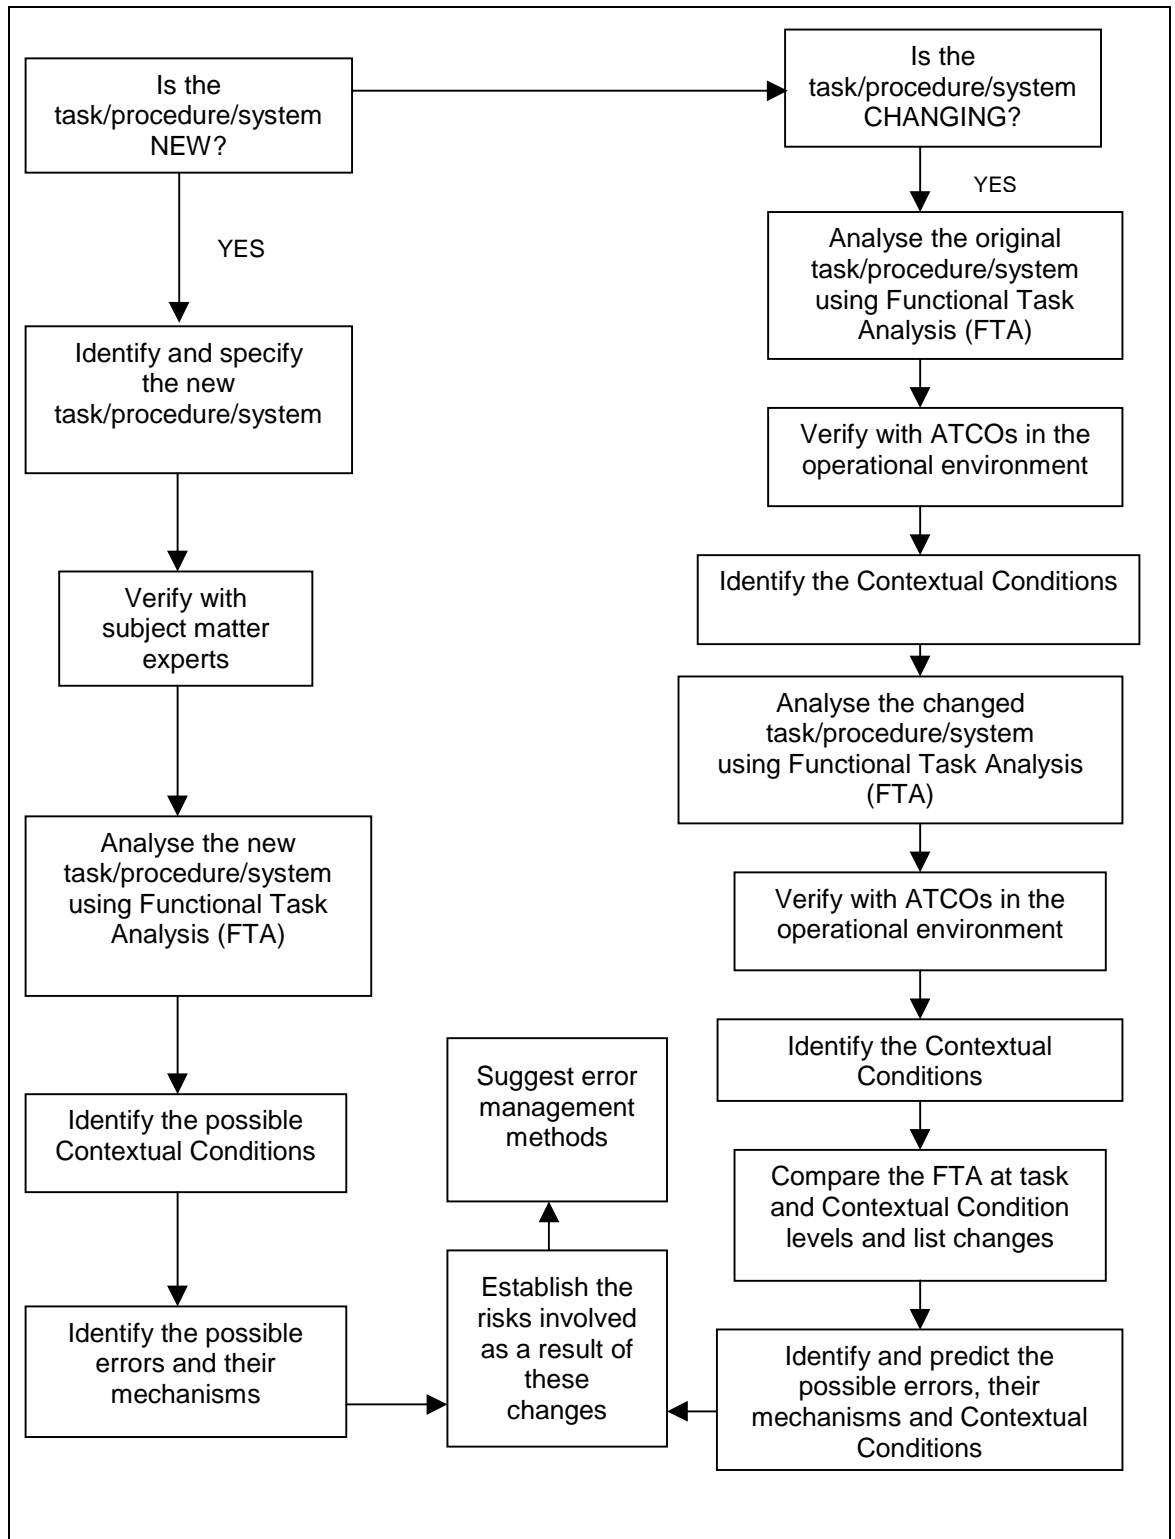 Is the
task/procedure/system
NEW?
YES
Identify and specify
the new
task/procedure/system
Verify with
subject matter
experts
Analyse the new
task/procedure/system
using Functional Task
Analysis (FTA)
Identify the possible
Contextual Conditions
Identify the possible
errors and their
mechanisms
Is the
task/procedure/system
CHANGING?
YES
Analyse the original
task/procedure/system
using Functional Task
Analysis (FTA)
Verify with ATCOs in the
operational environment
Identify the Contextual Conditions
Analyse the changed
task/procedure/system
using Functional Task Analysis
(FTA)
Verify with ATCOs in the
operational environment
Identify the Contextual
Conditions
Compare the FTA at task
and Contextual Condition
levels and list changes
Identify and predict the
possible errors, their
mechanisms and Contextual
Conditions
Establish the
risks involved
as a result of
these
changes
Suggest error
management
methods